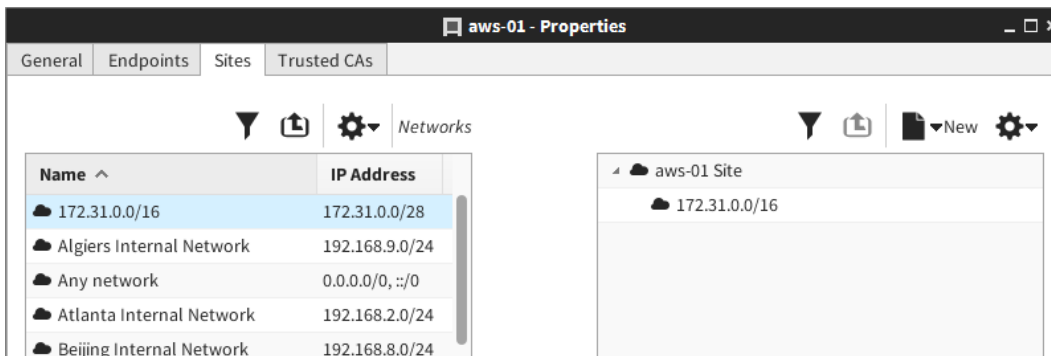 aws-01 - Properties
General Endpoints Sites Trusted CAs
Networks
New
Name IP Address
172.31.0.0/16 172.31.0.0/28
Algiers Internal Network 192.168.9.0/24
Any network 0.0.0.0/0, ::/0
Atlanta Internal Network 192.168.2.0/24
Beijing Internal Network 192.168.8.0/24
aws-01 Site
172.31.0.0/16